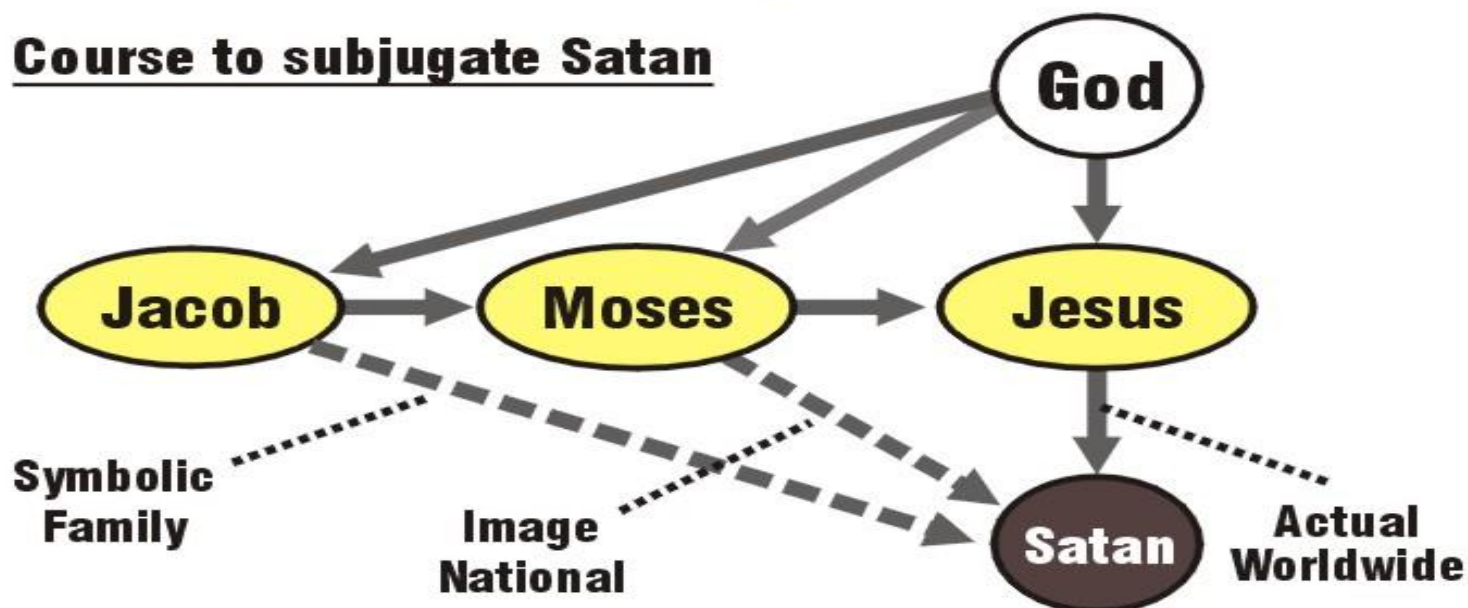 Course to subjugate Satan
God
Jacob
Moses
Jesus
Symbolic
Family
Image
National
Satan
Actual
Worldwide